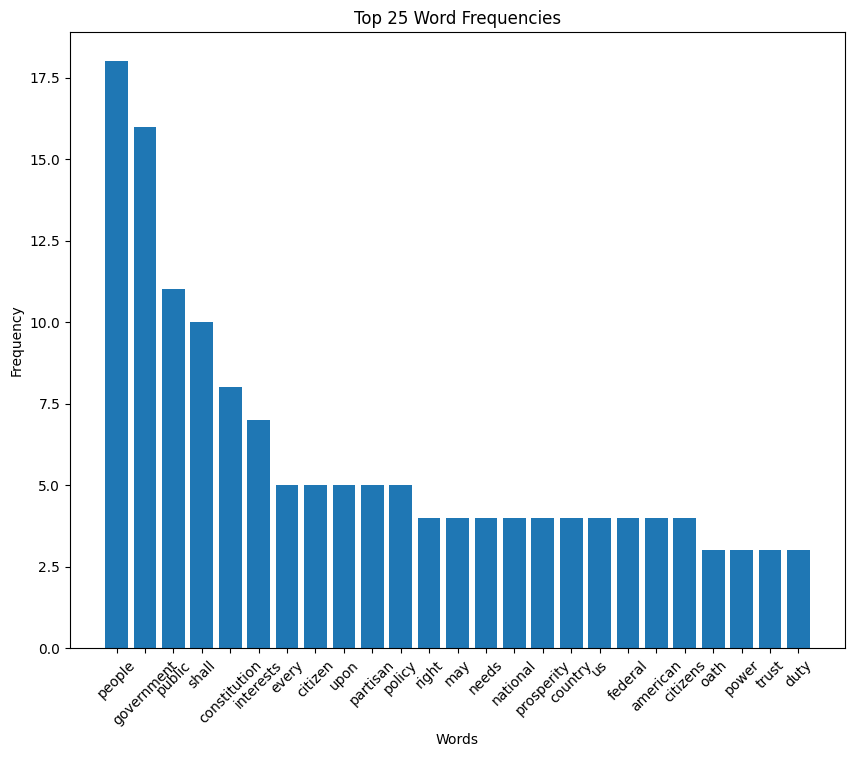 Top 25 Word Frequencies
17.5
15.0
12.5
10.0
7.5
5.0
2.5
0.0
Frequency
people
government
public
shall
constitution
interests
every
citizen
upon
partisan
policy
right
may
needs
national
prosperity
country
us
federal
american
citizens
oath
power
trust
duty
Words